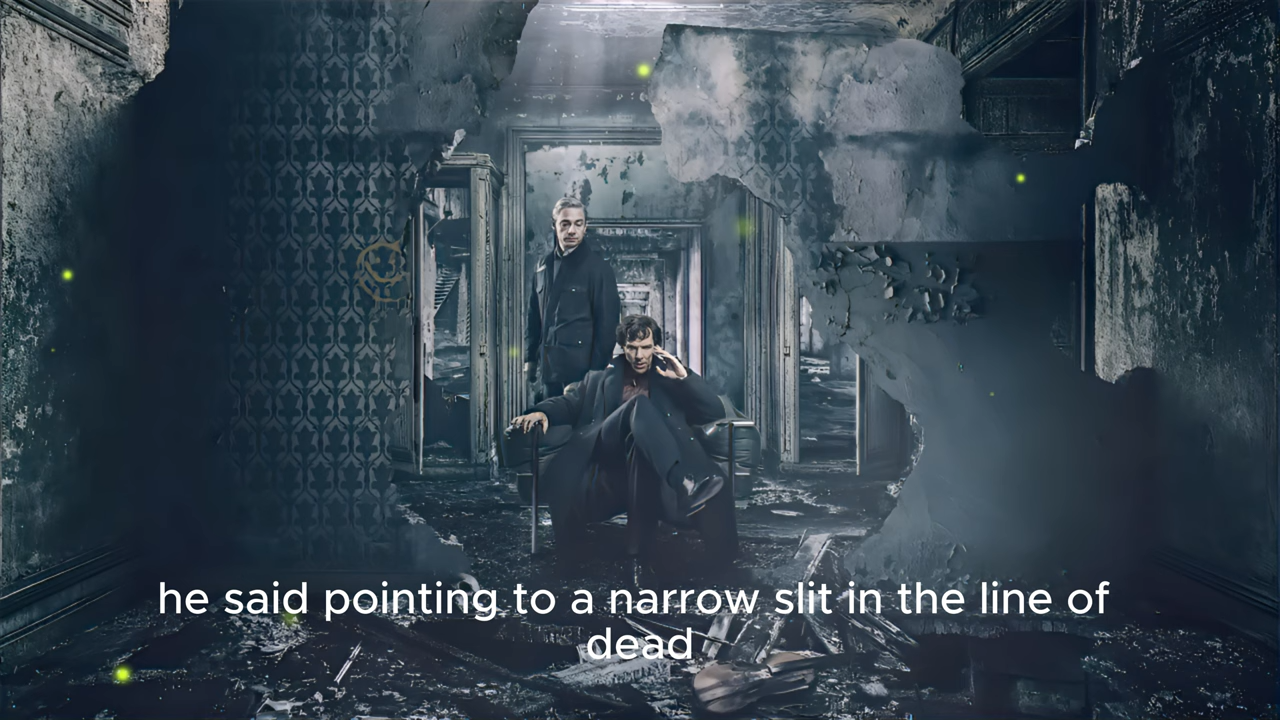 he said pointing to a narrow slit in the line of
dead